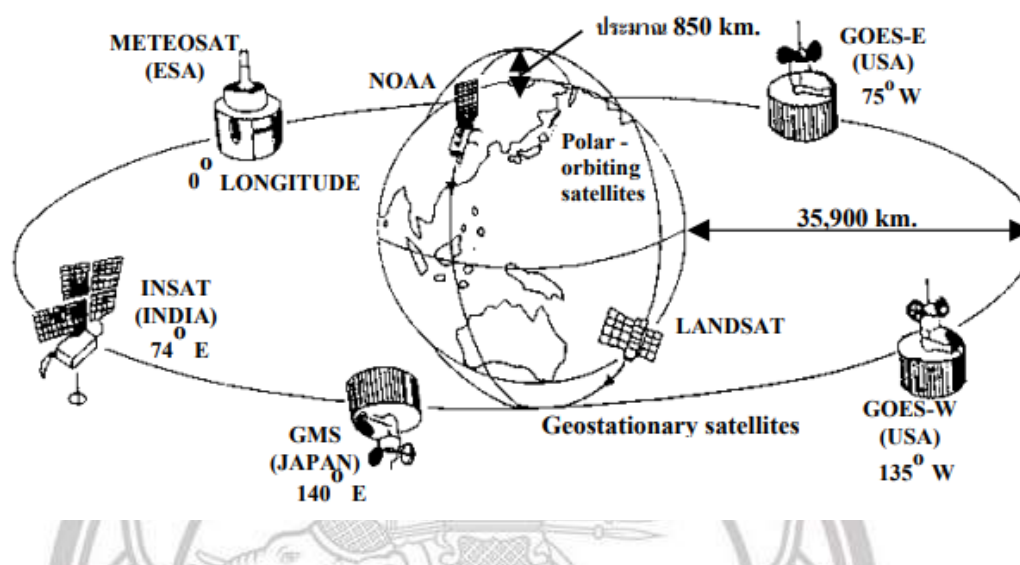 METEOSAT
(ESA)
0° LONGITUDE
NOAA
ประมาณ 850 km.
GOES-E
(USA)
75° W
Polar -
orbiting
satellites
35,900 km.
INSAT
(INDIA)
74° E
LANDSAT
GMS
(JAPAN)
140° E
Geostationary satellites
GOES-W
(USA)
135° W